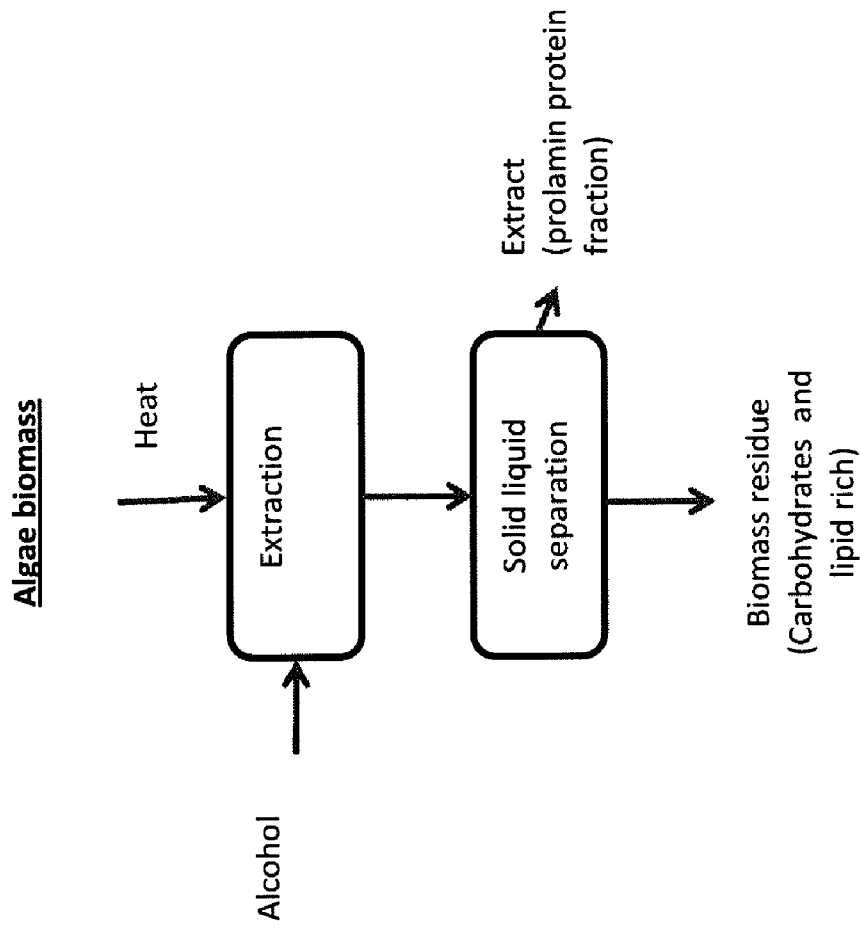 Algae biomass
Heat
Alcohol
Extraction
Solid liquid
separation
Extract
(prolamin protein
fraction)
Biomass residue
(Carbohydrates and
lipid rich)